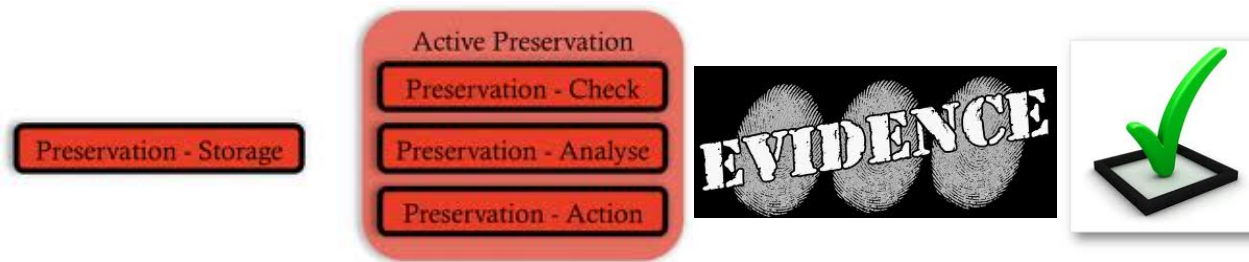 Preservation - Storage
Active Preservation
Preservation - Check
Preservation - Analyse
Preservation - Action
EVIDENCE